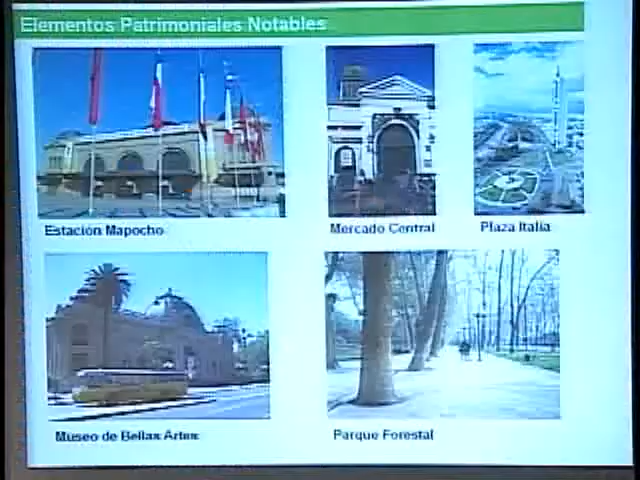 Elementos Patrimoniales Notables
Estación Mapocho
Mercado Central
Plaza Italia
Museo de Bellas Artes
Parque Forestal